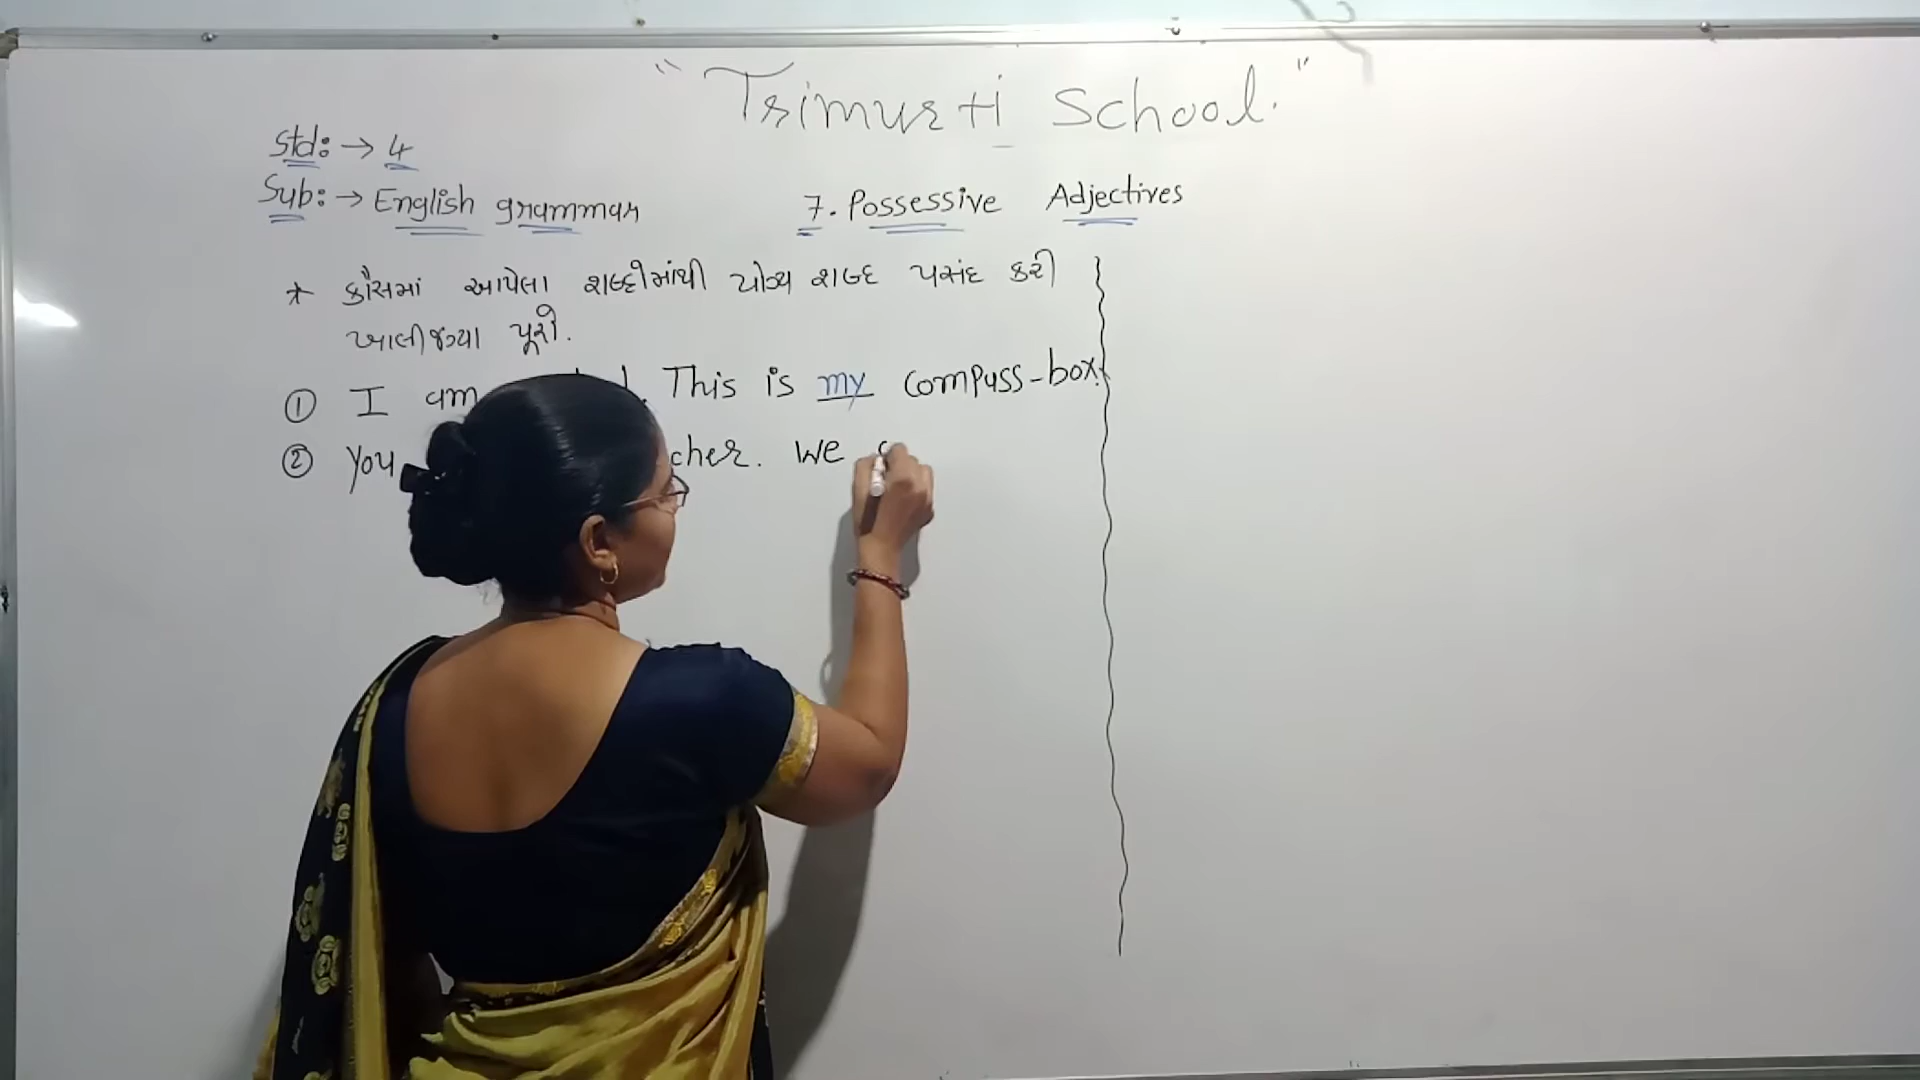 "Trimurti School."
Std: → 4
Sub: → English grammar
7. Possessive Adjectives
* કૌંસમાં આપેલા શબ્દોમાંથી યોગ્ય શબ્દ પસંદ કરી
ખાલીજગ્યા પૂરો.
① I am This is my compass-box.
② You cher. We